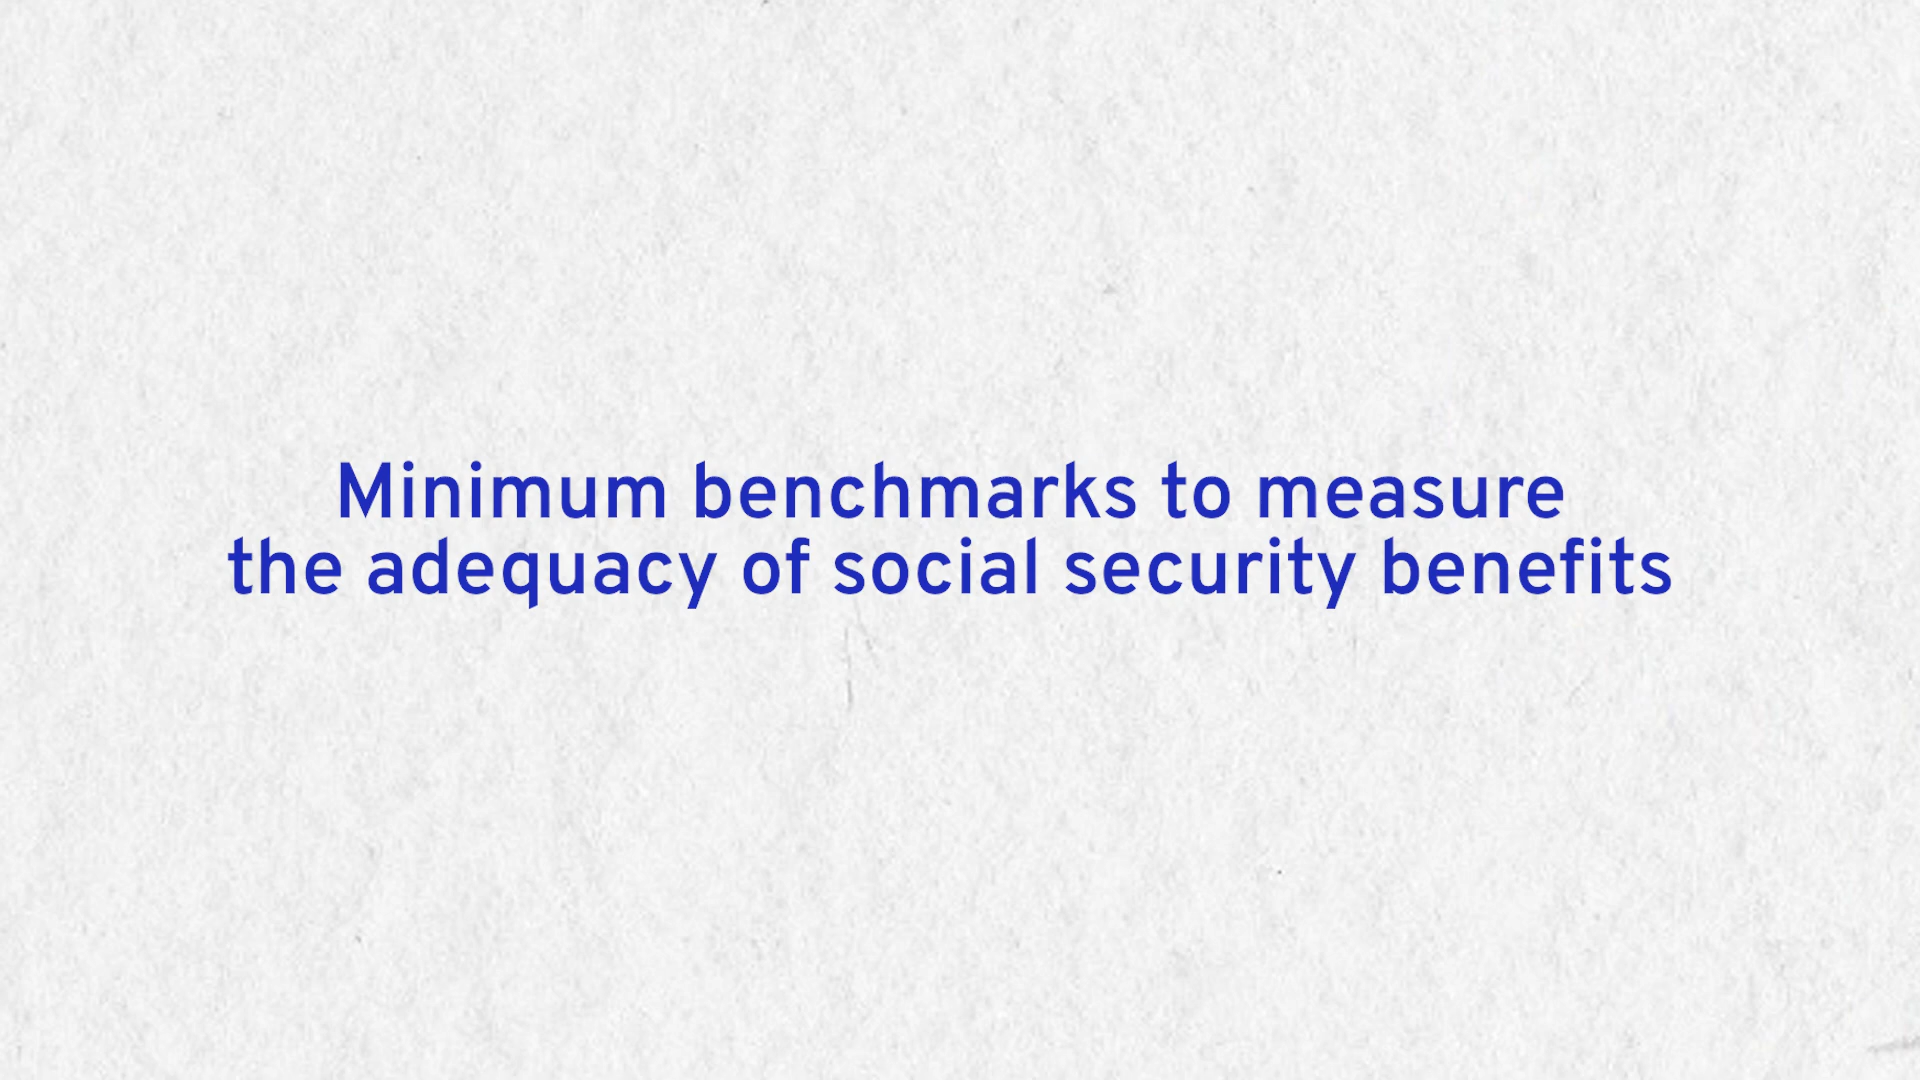 Minimum benchmarks to measure
the adequacy of social security benefits